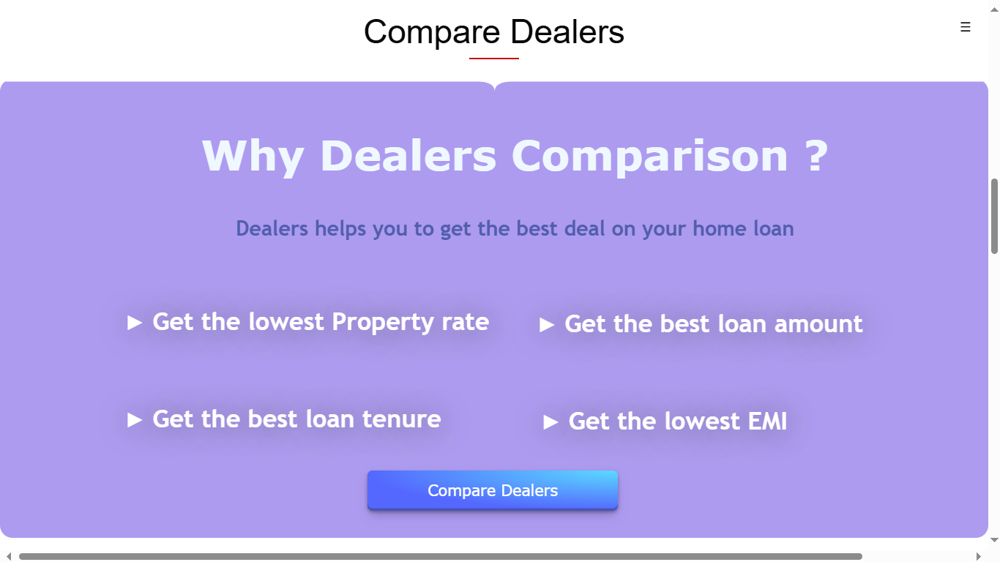 Compare Dealers
☰
Why Dealers Comparison ?
Dealers helps you to get the best deal on your home loan
► Get the lowest Property rate
► Get the best loan amount
► Get the best loan tenure
► Get the lowest EMI
Compare Dealers